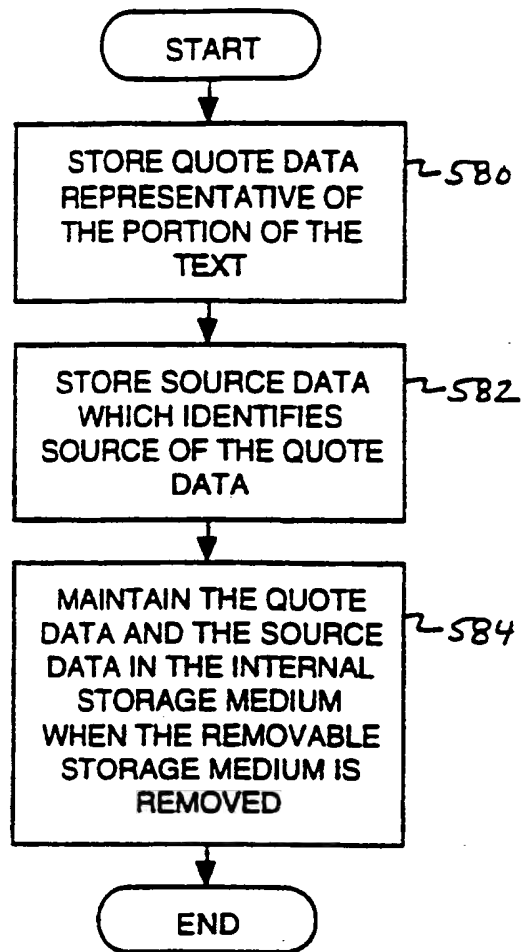 START
STORE QUOTE DATA
REPRESENTATIVE OF
THE PORTION OF THE
TEXT
580
STORE SOURCE DATA
WHICH IDENTIFIES
SOURCE OF THE QUOTE
DATA
582
MAINTAIN THE QUOTE
DATA AND THE SOURCE
DATA IN THE INTERNAL
STORAGE MEDIUM
WHEN THE REMOVABLE
STORAGE MEDIUM IS
REMOVED
584
END